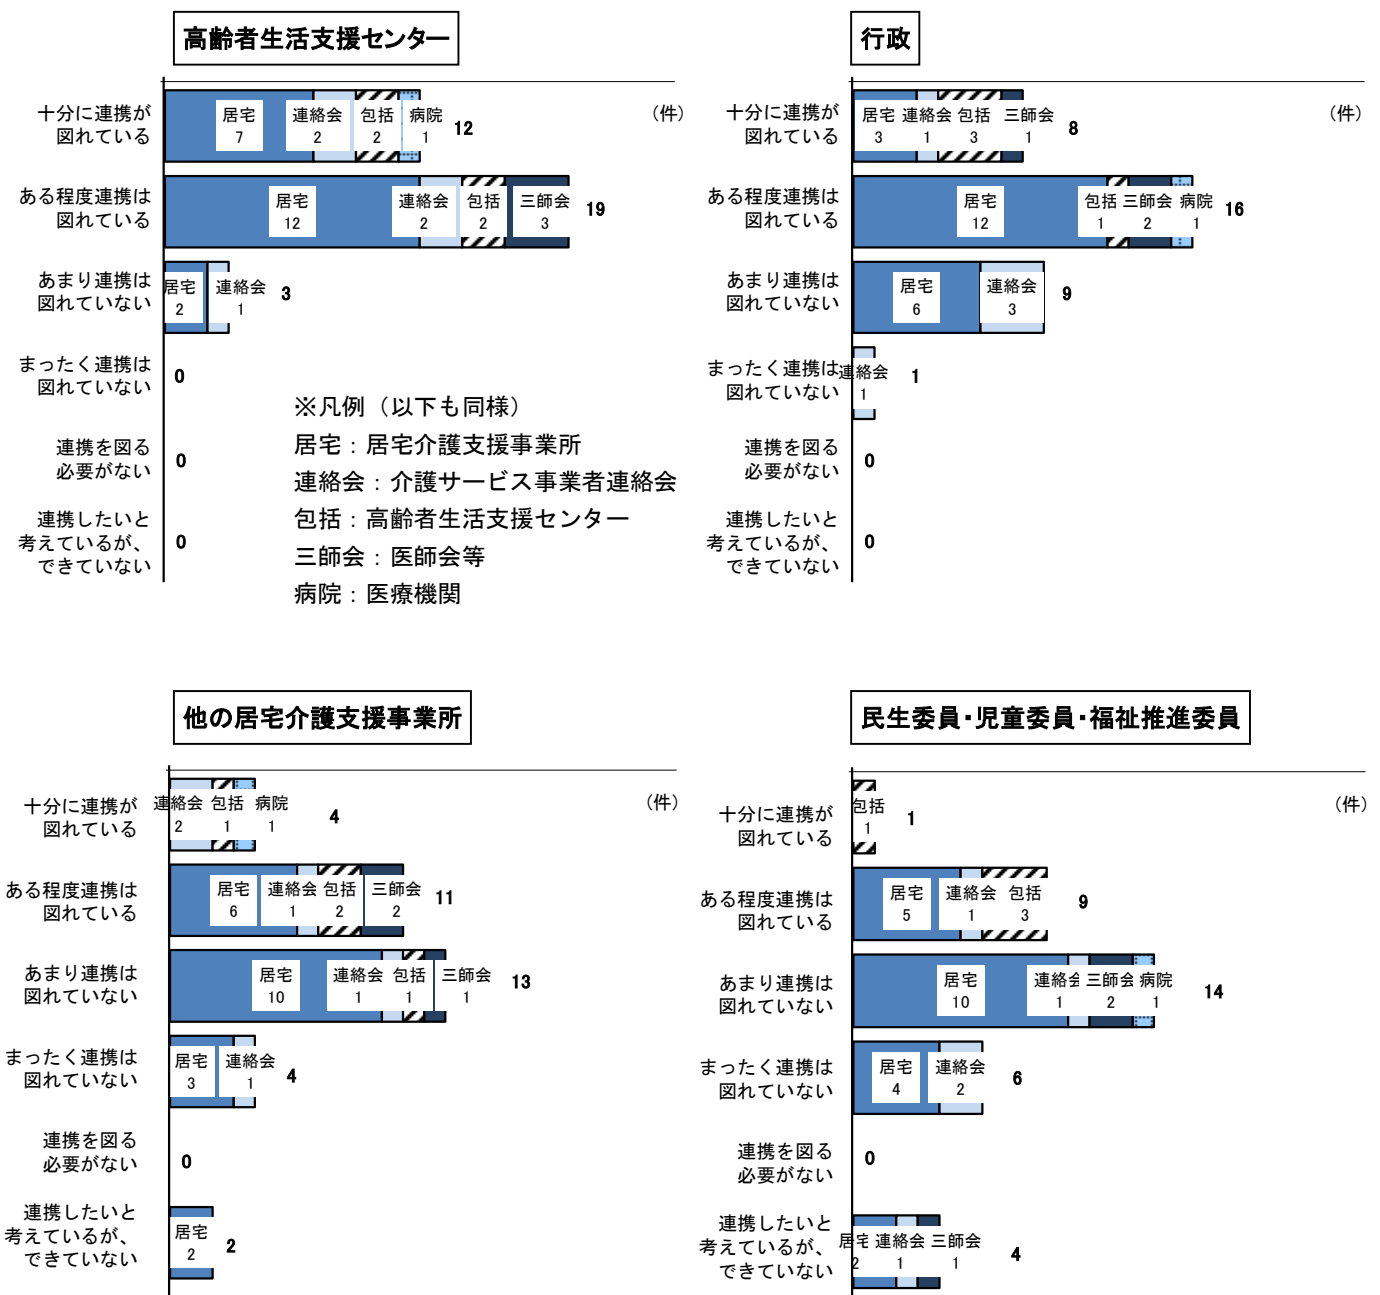 高齢者生活支援センター
(件)
十分に連携が
図れている
居宅 連絡会 包括 病院
7 2 2 1 12
ある程度連携は
図れている
居宅 連絡会 包括 三師会
12 2 2 3 19
あまり連携は
図れていない
居宅 連絡会
2 1 3
まったく連携は
図れていない
0
連携を図る
必要がない
0
連携したいと
考えているが、
できていない
0
※凡例（以下も同様）
居宅：居宅介護支援事業所
連絡会：介護サービス事業者連絡会
包括：高齢者生活支援センター
三師会：医師会等
病院：医療機関
行政
(件)
十分に連携が
図れている
居宅 連絡会 包括 三師会
3 1 3 1 8
ある程度連携は
図れている
居宅 包括 三師会 病院
12 1 2 1 16
あまり連携は
図れていない
居宅 連絡会
6 3 9
まったく連携は
図れていない
連絡会
1 1
連携を図る
必要がない
0
連携したいと
考えているが、
できていない
0
他の居宅介護支援事業所
(件)
十分に連携が
図れている
連絡会 包括 病院
2 1 1 4
ある程度連携は
図れている
居宅 連絡会 包括 三師会
6 1 2 2 11
あまり連携は
図れていない
居宅 連絡会 包括 三師会
10 1 1 1 13
まったく連携は
図れていない
居宅 連絡会
3 1 4
連携を図る
必要がない
0
連携したいと
考えているが、
できていない
居宅
2 2
民生委員・児童委員・福祉推進委員
(件)
十分に連携が
図れている
包括
1 1
ある程度連携は
図れている
居宅 連絡会 包括
5 1 3 9
あまり連携は
図れていない
居宅 連絡会 三師会 病院
10 1 2 1 14
まったく連携は
図れていない
居宅 連絡会
4 2 6
連携を図る
必要がない
0
連携したいと
考えているが、
できていない
居宅 連絡会 三師会
2 1 1 4